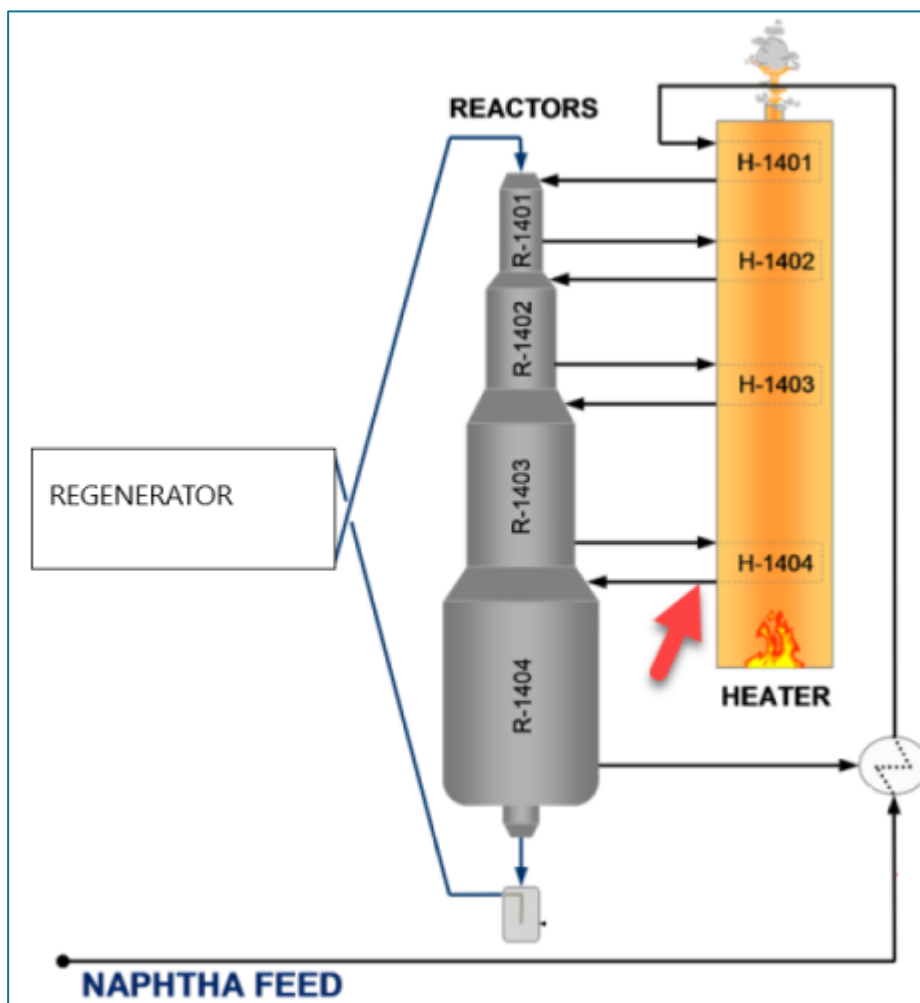 REACTORS
H-1401
R-1401
H-1402
R-1402
H-1403
REGENERATOR
R-1403
H-1404
R-1404
HEATER
NAPHTHA FEED